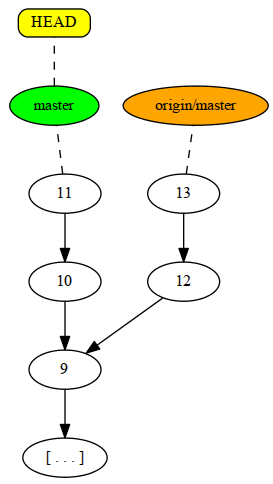 HEAD
master
origin/master
11
13
10
12
9
[ . . . ]